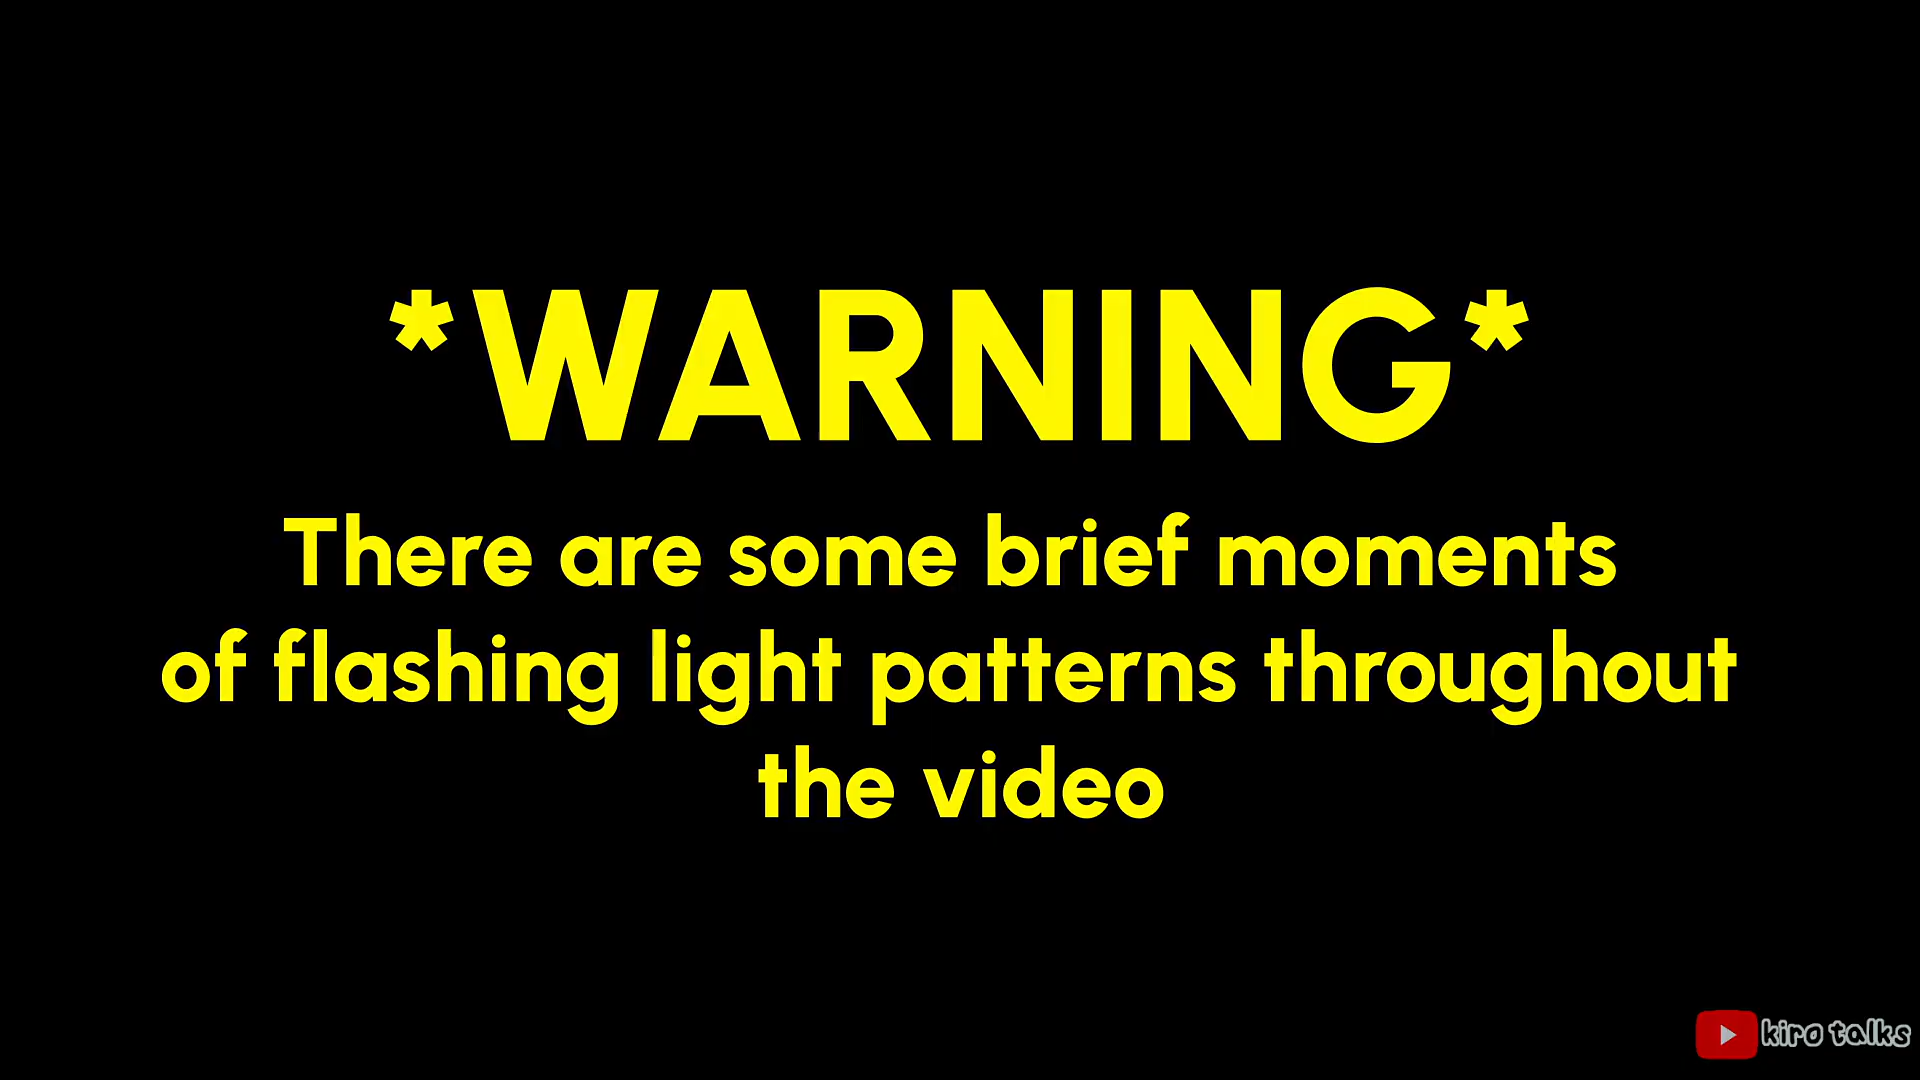 *WARNING*
There are some brief moments
of flashing light patterns throughout
the video
kiro talks